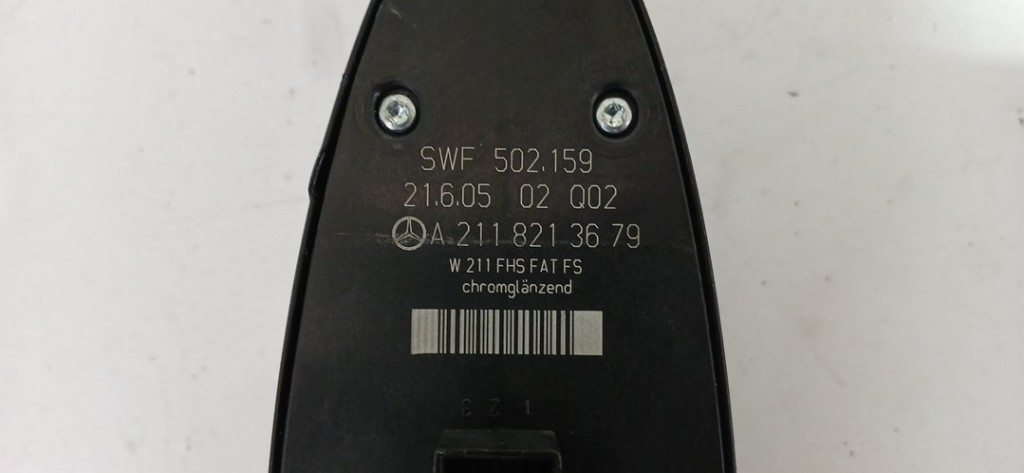 SWF 502.159
21.6.05 02 Q02
A 211 821 36 79
W 211 FHS FAT FS
chromglänzend
1 2 3